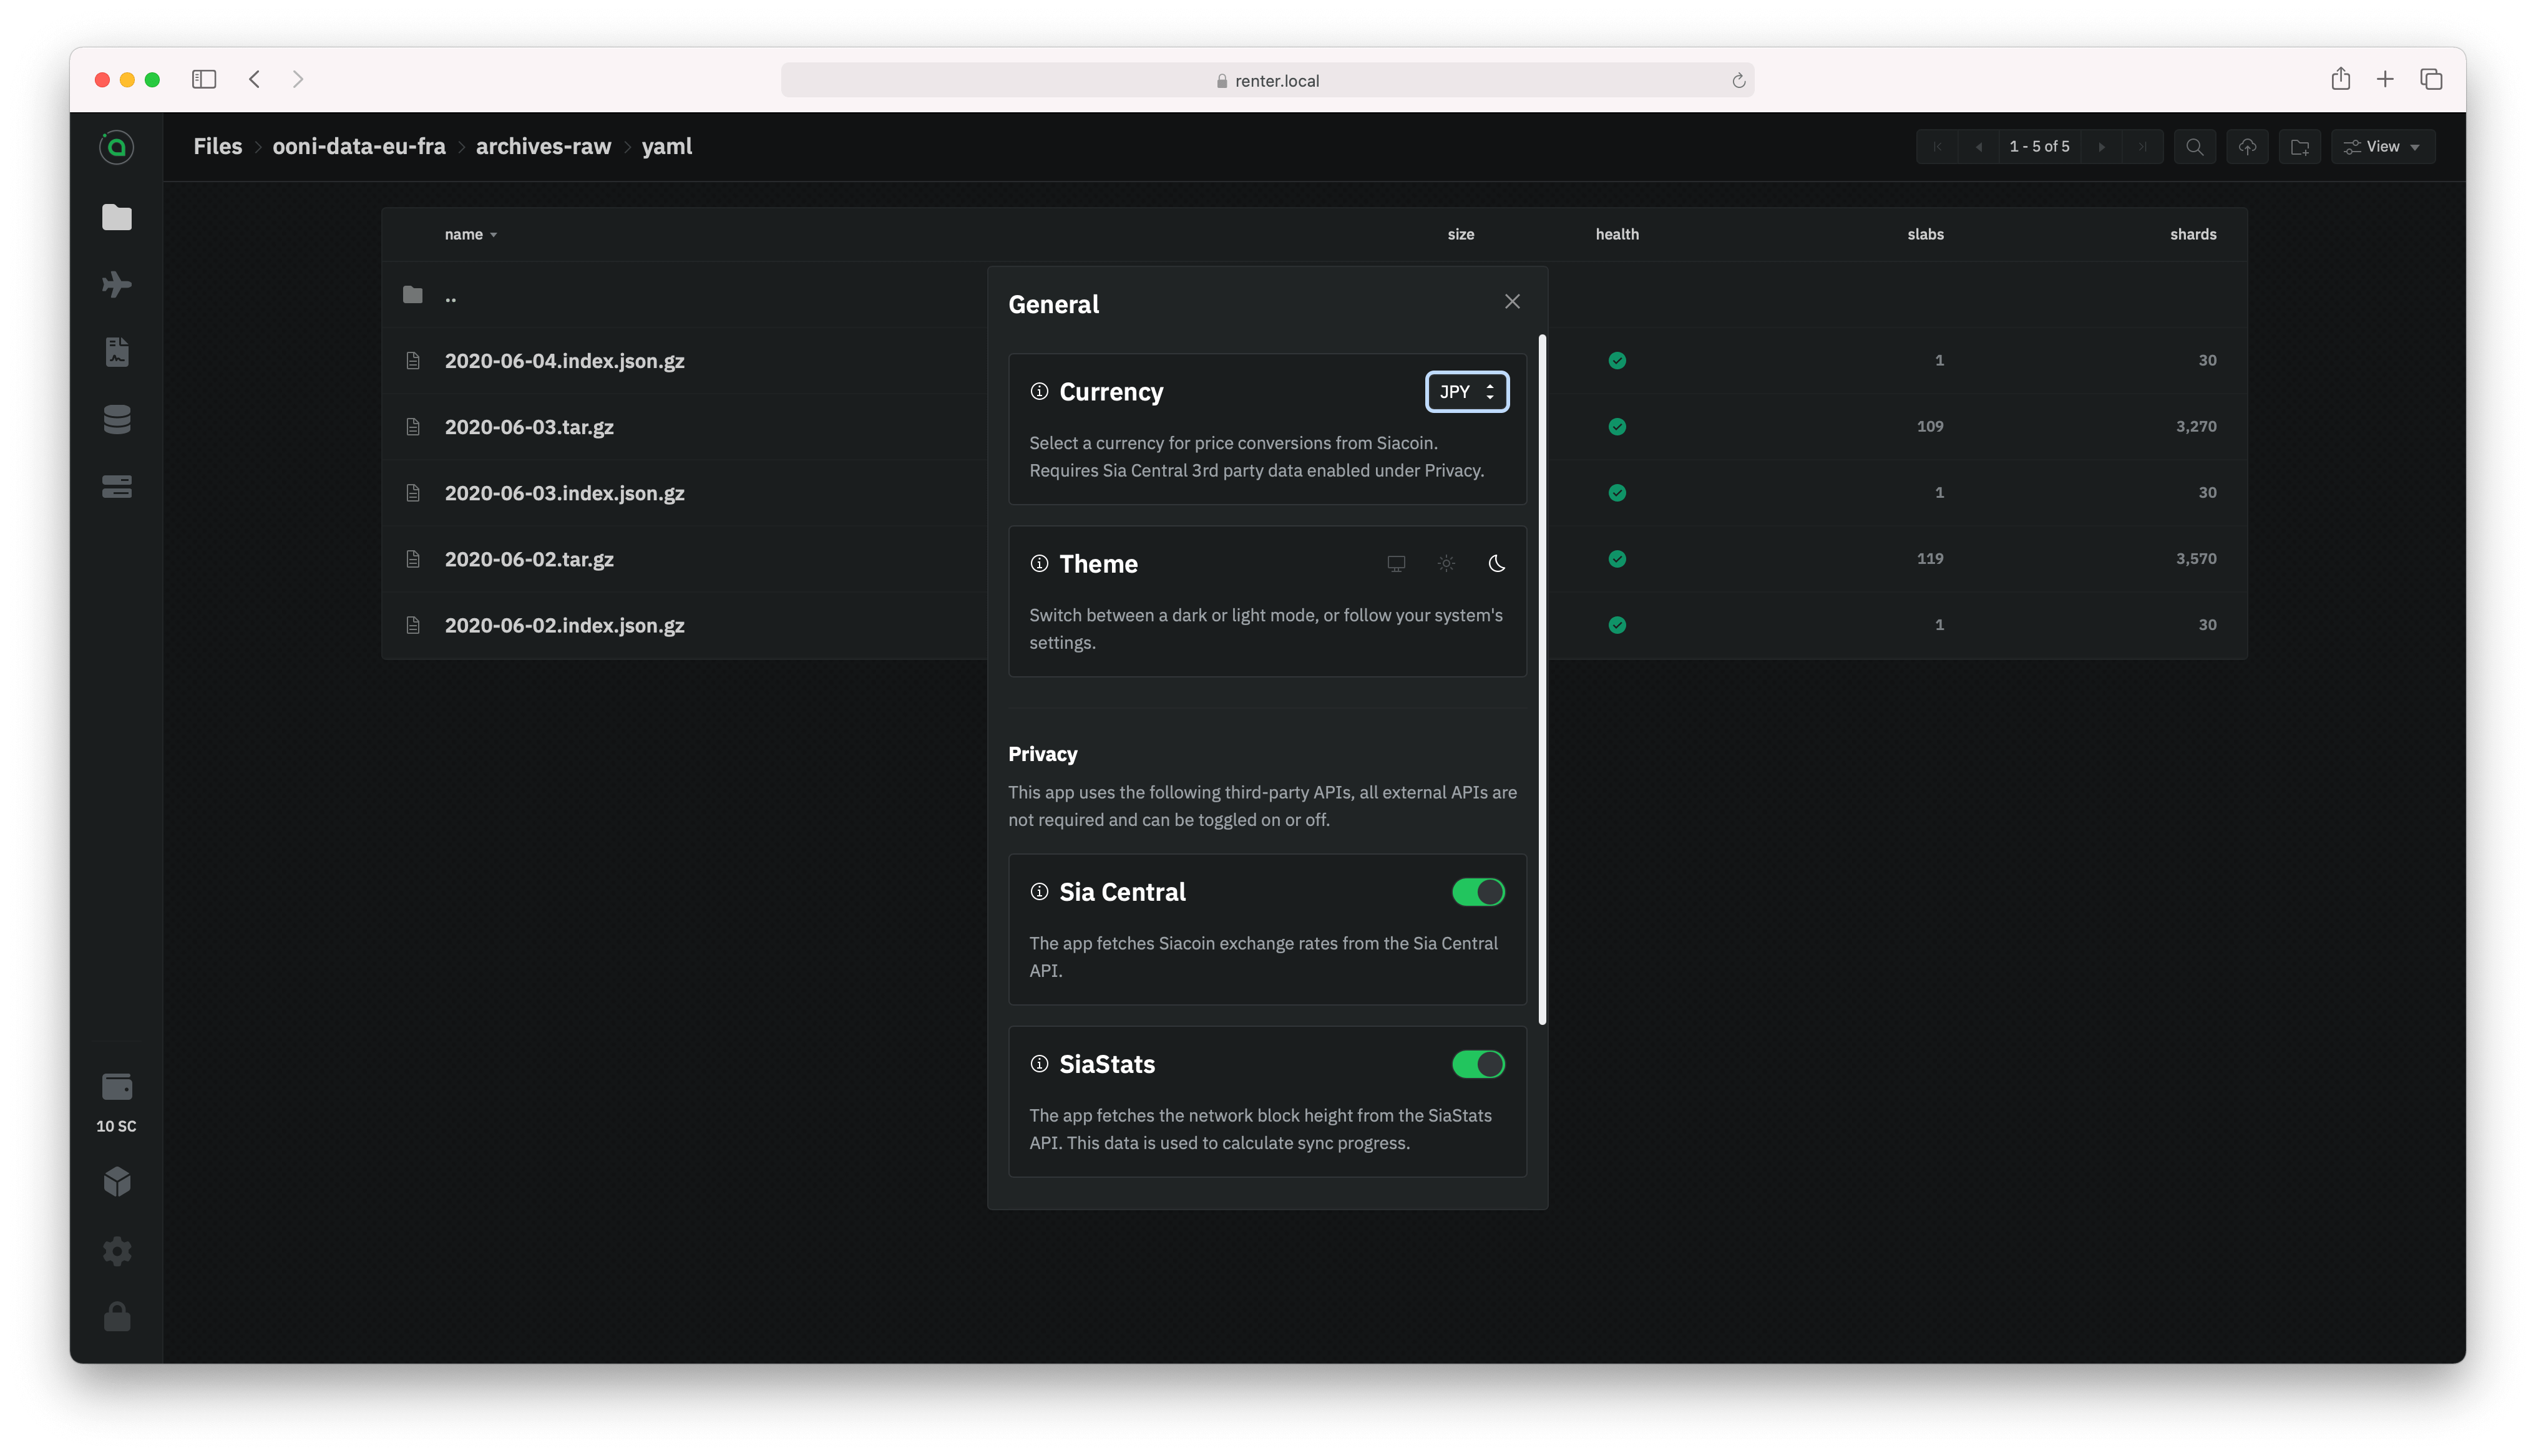 renter.local
Files > ooni-data-eu-fra > archives-raw > yaml
1 - 5 of 5
View
name size health slabs shards
..
2020-06-04.index.json.gz 1 30
2020-06-03.tar.gz 109 3,270
2020-06-03.index.json.gz 1 30
2020-06-02.tar.gz 119 3,570
2020-06-02.index.json.gz 1 30
General
Currency
JPY
Select a currency for price conversions from Siacoin.
Requires Sia Central 3rd party data enabled under Privacy.
Theme
Switch between a dark or light mode, or follow your system's
settings.
Privacy
This app uses the following third-party APIs, all external APIs are
not required and can be toggled on or off.
Sia Central
The app fetches Siacoin exchange rates from the Sia Central
API.
SiaStats
The app fetches the network block height from the SiaStats
API. This data is used to calculate sync progress.
10 SC